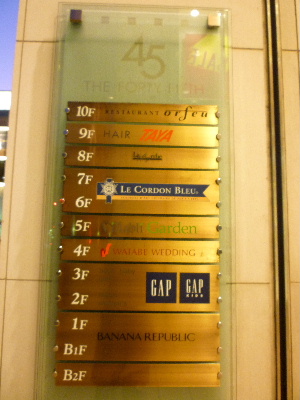 45
THE FORTY FIFTH
10F RESTAURANT orfeu
9F HAIR TAYA
8F
7F LE CORDON BLEU
6F
5F Garden
4F WATABE WEDDING
3F GAP GAP KIDS
2F
1F BANANA REPUBLIC
B1F
B2F